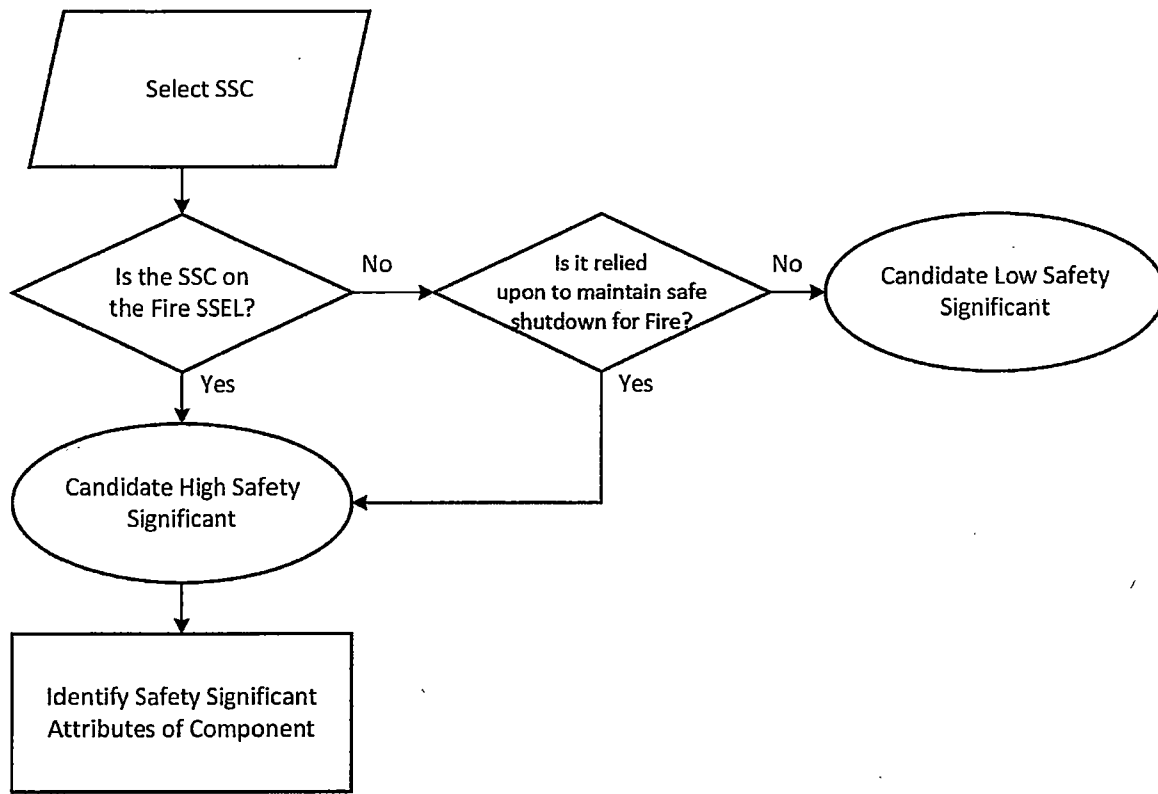 Select SSC
Is the SSC on
the Fire SSEL?
No
Is it relied
upon to maintain safe
shutdown for Fire?
No
Candidate Low Safety
Significant
Yes
Yes
Candidate High Safety
Significant
Identify Safety Significant
Attributes of Component